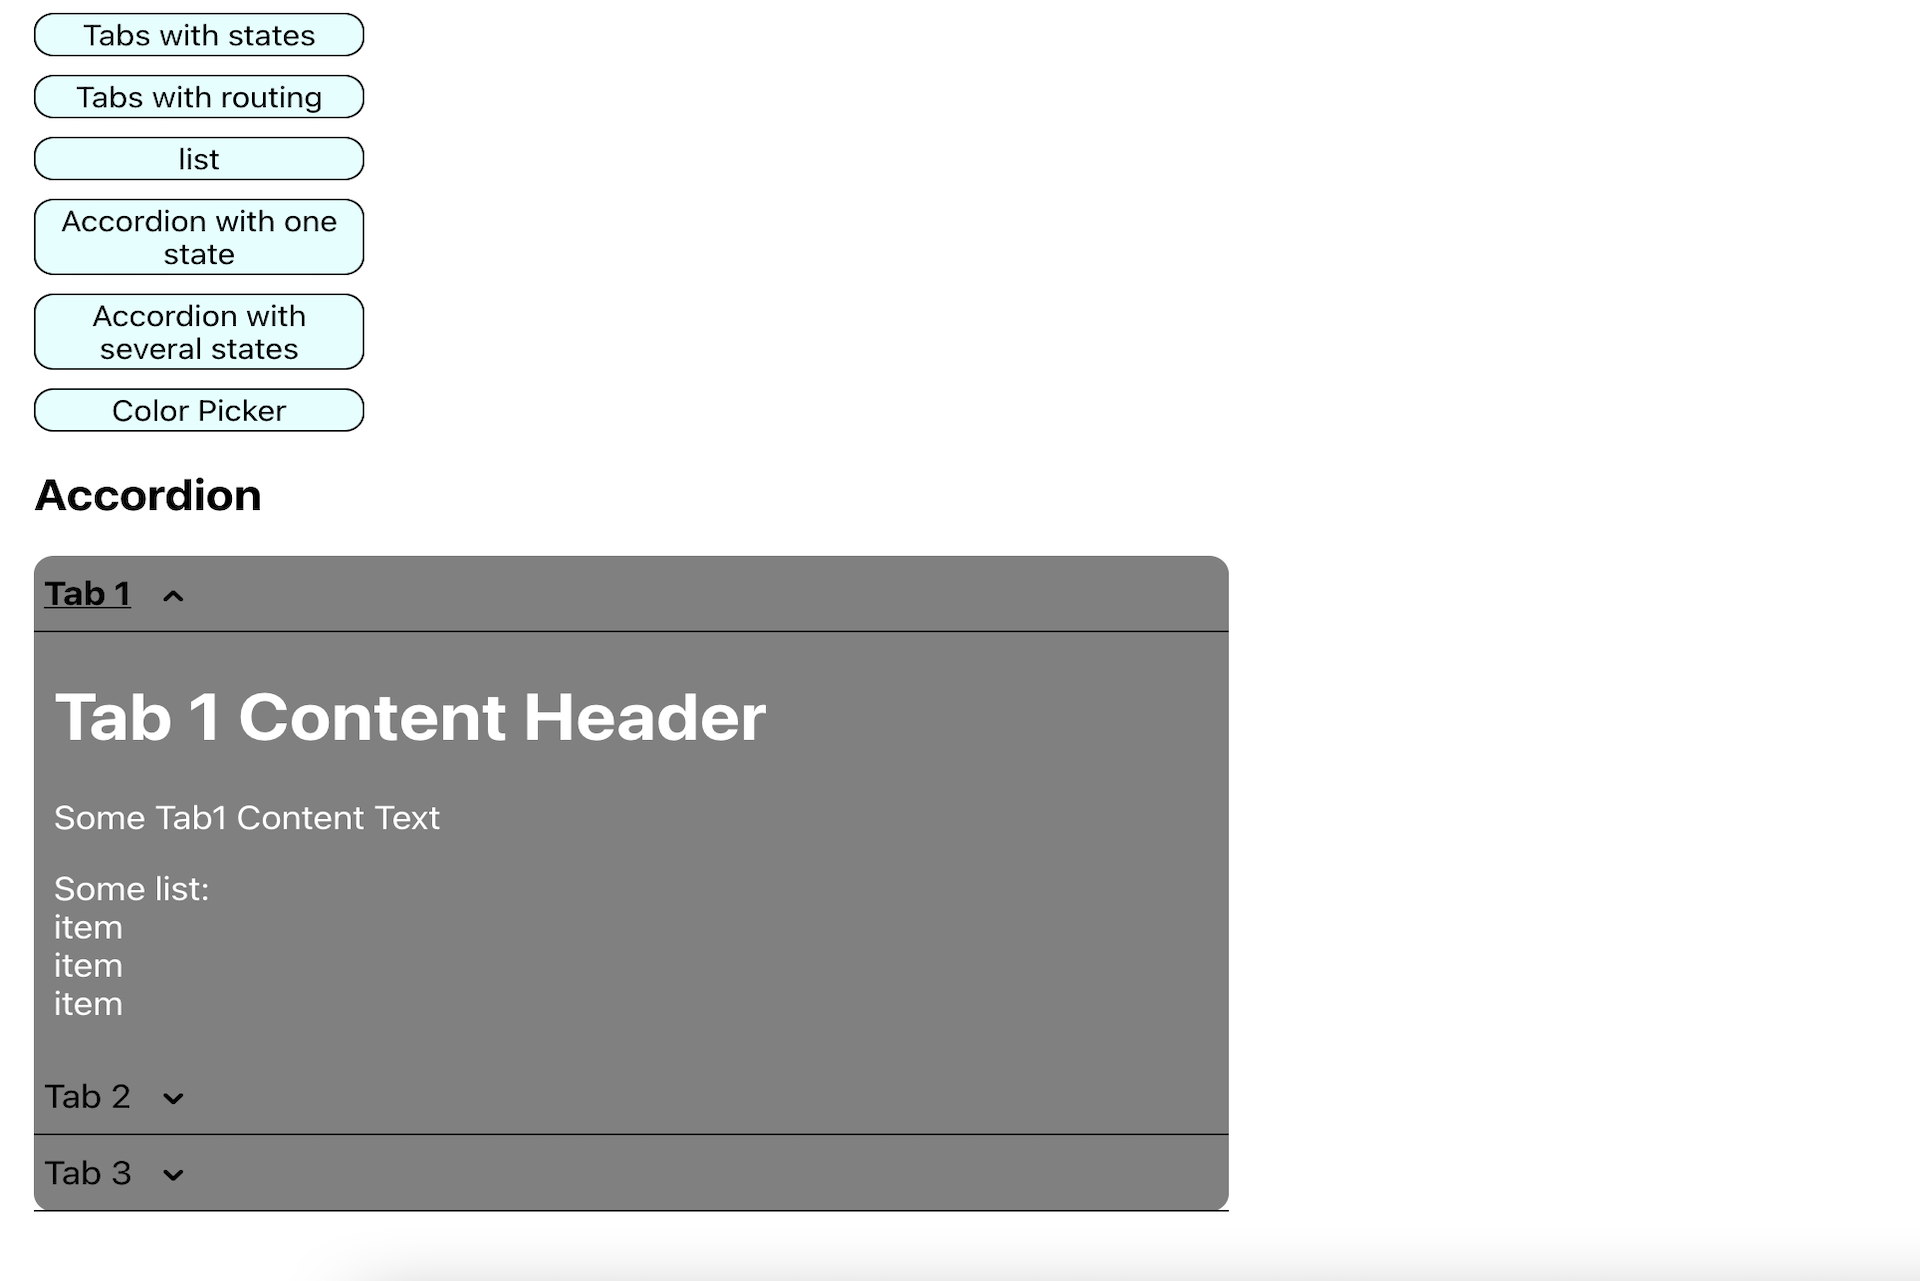 Tabs with states
Tabs with routing
list
Accordion with one
state
Accordion with
several states
Color Picker
Accordion
Tab 1
Tab 1 Content Header
Some Tab1 Content Text
Some list:
item
item
item
Tab 2
Tab 3